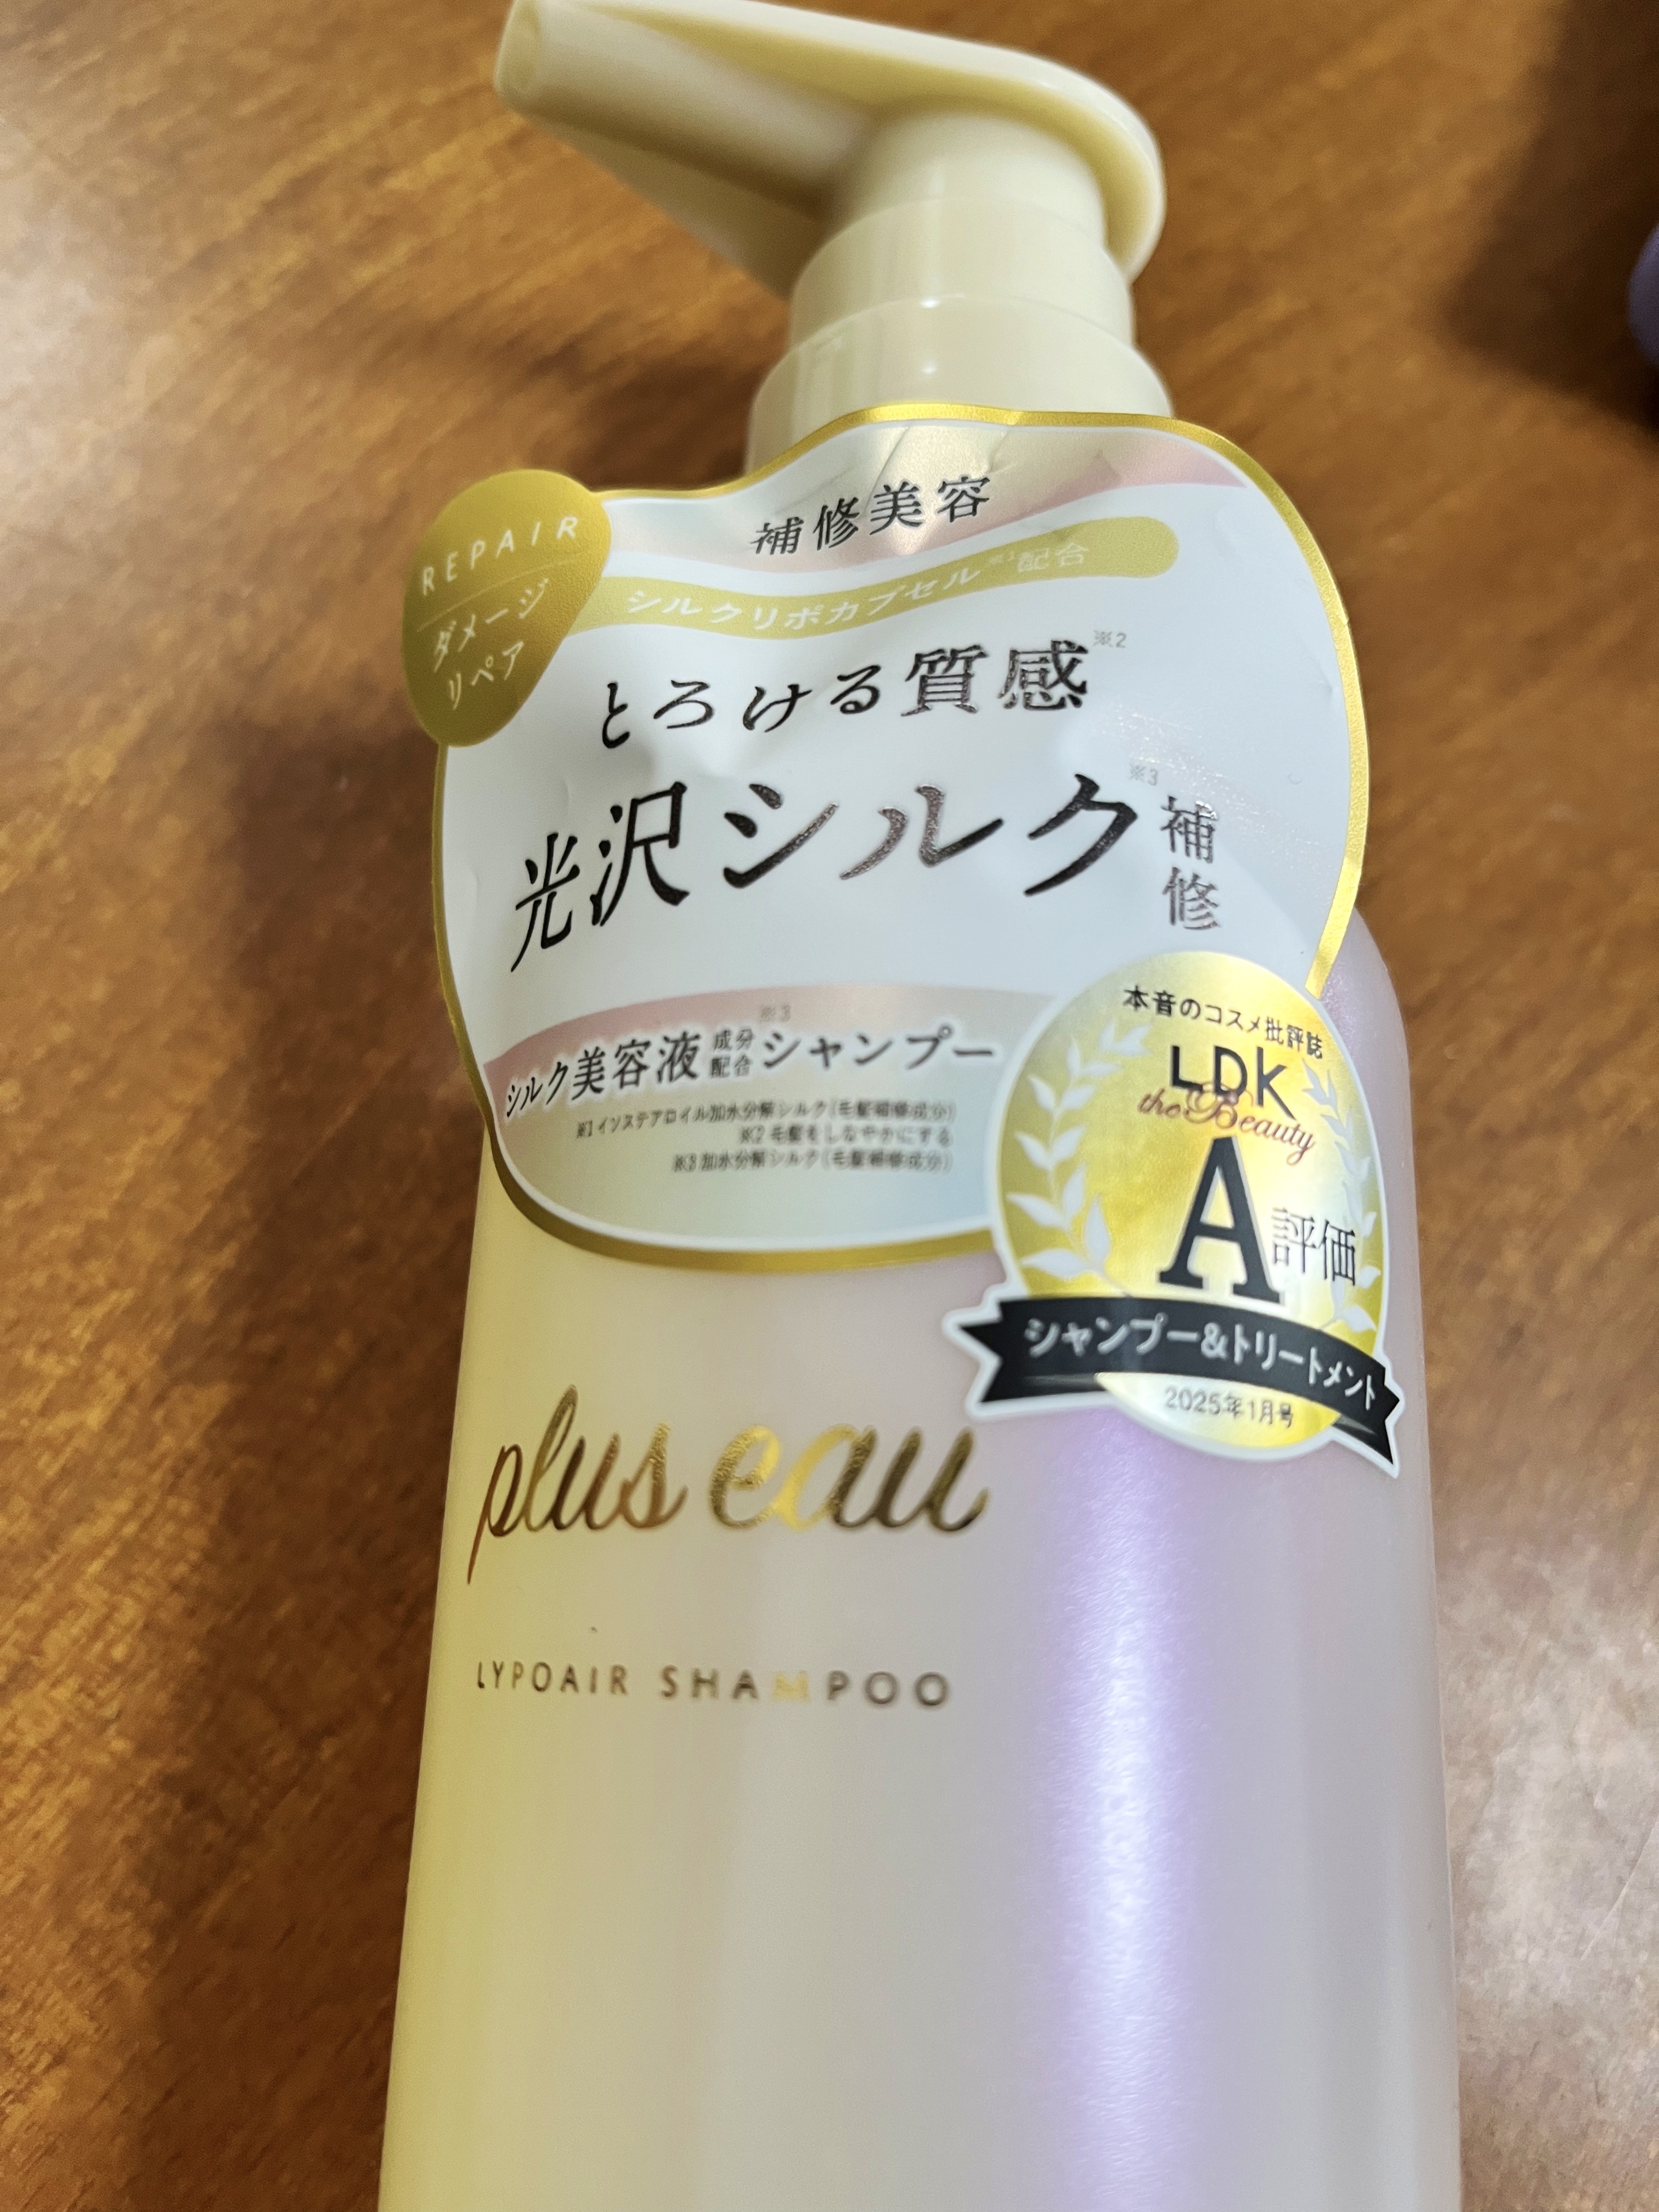 REPAIR
ダメージ
リペア
補修美容
シルクリポカプセル※1配合
とろける質感※2
光沢シルク※3補修
シルク美容液※3成分配合シャンプー
※1 イソステアロイル加水分解シルク(毛髪補修成分)
※2 毛髪をしなやかにする
※3 加水分解シルク(毛髪補修成分)
本音のコスメ批評誌
LDK
the Beauty
A評価
シャンプー&トリートメント
2025年1月号
plus eau
LYPOAIR SHAMPOO